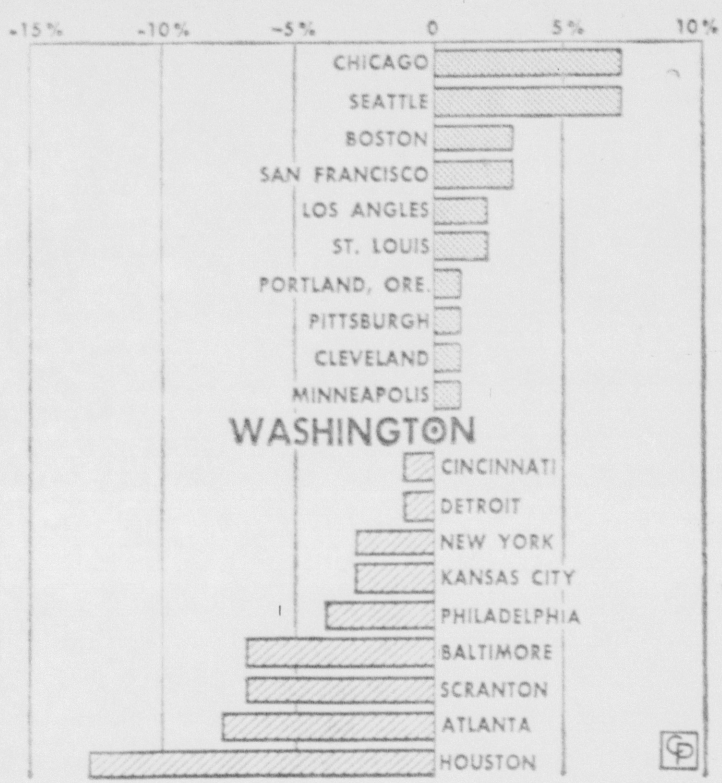 -15% -10% -5% 0 5% 10%
CHICAGO
SEATTLE
BOSTON
SAN FRANCISCO
LOS ANGLES
ST. LOUIS
PORTLAND, ORE.
PITTSBURGH
CLEVELAND
MINNEAPOLIS
WASHINGTON
CINCINNATI
DETROIT
NEW YORK
KANSAS CITY
PHILADELPHIA
BALTIMORE
SCRANTON
ATLANTA
HOUSTON
GP